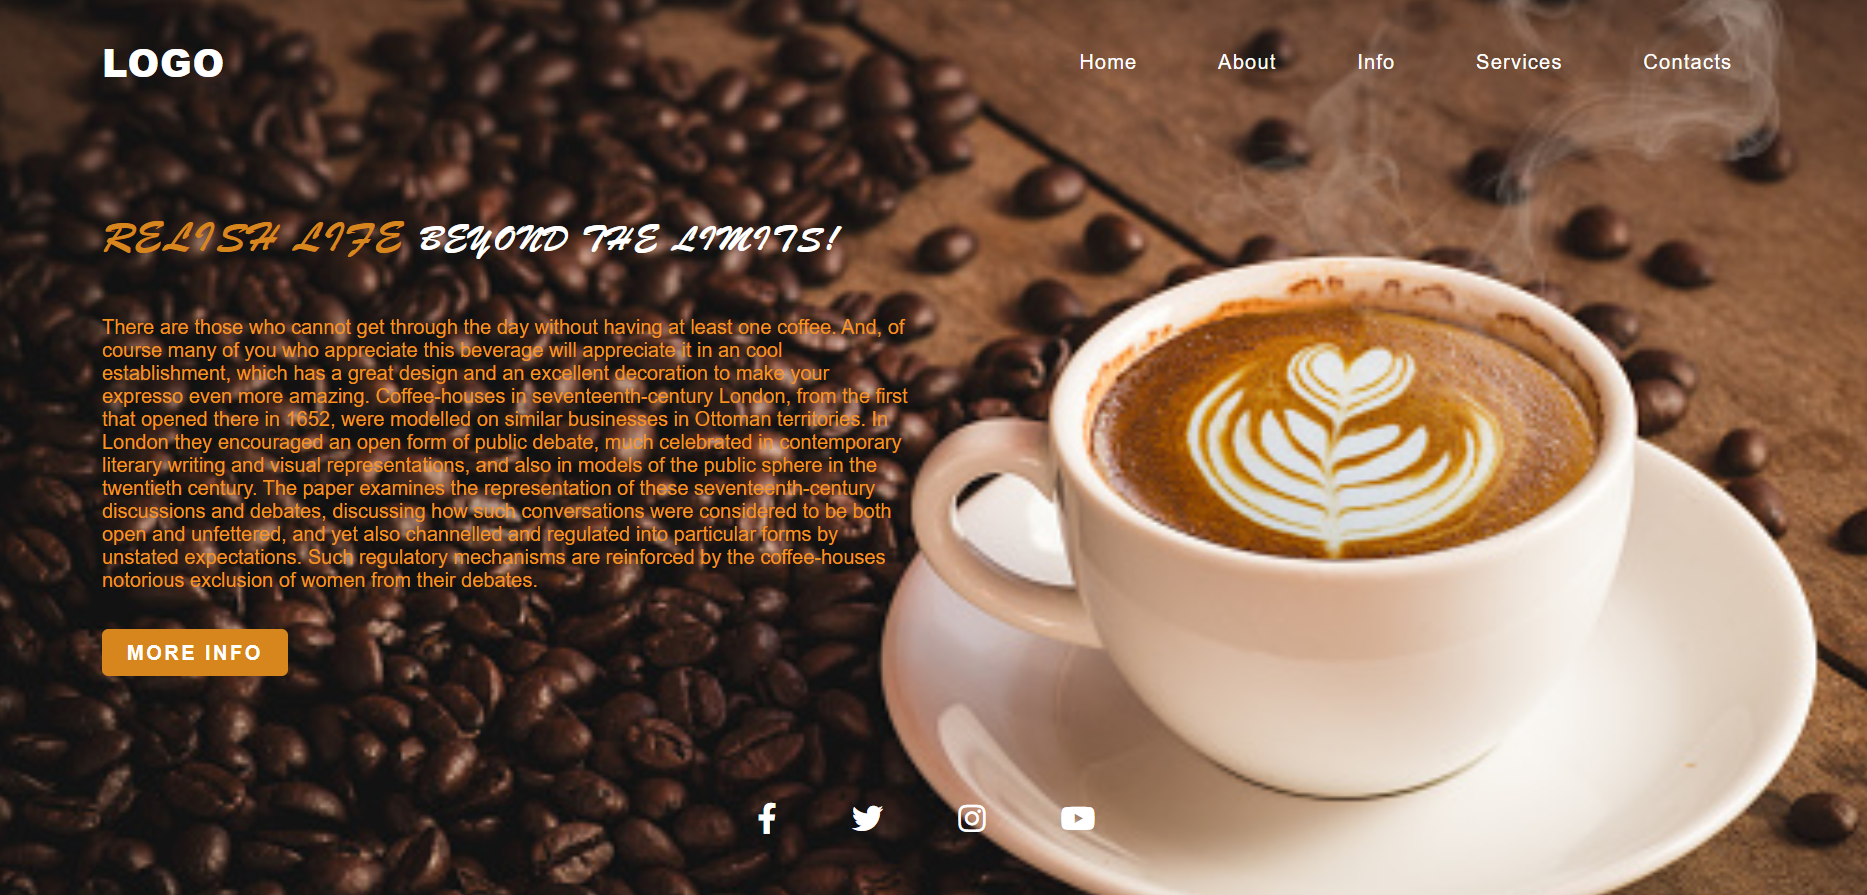 LOGO
Home About Info Services Contacts
RELISH LIFE BEYOND THE LIMITS!
There are those who cannot get through the day without having at least one coffee. And, of
course many of you who appreciate this beverage will appreciate it in an cool
establishment, which has a great design and an excellent decoration to make your
expresso even more amazing. Coffee-houses in seventeenth-century London, from the first
that opened there in 1652, were modelled on similar businesses in Ottoman territories. In
London they encouraged an open form of public debate, much celebrated in contemporary
literary writing and visual representations, and also in models of the public sphere in the
twentieth century. The paper examines the representation of these seventeenth-century
discussions and debates, discussing how such conversations were considered to be both
open and unfettered, and yet also channelled and regulated into particular forms by
unstated expectations. Such regulatory mechanisms are reinforced by the coffee-houses
notorious exclusion of women from their debates.
MORE INFO